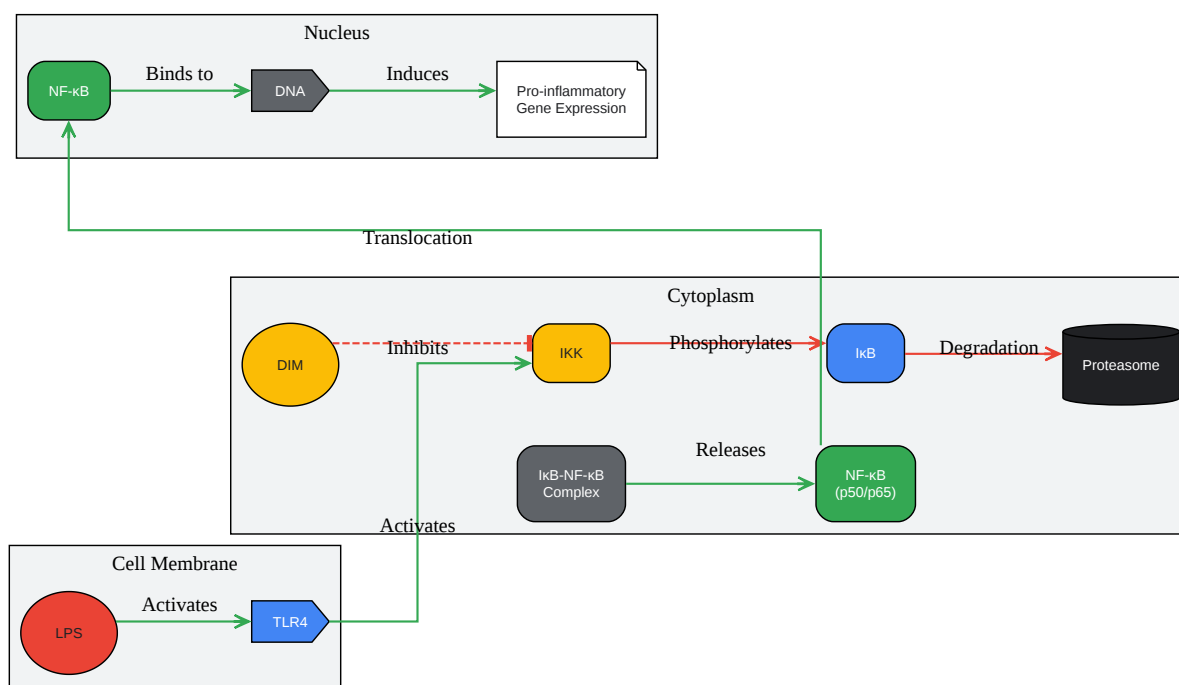 Nucleus
NF-κB
Binds to
DNA
Induces
Pro-inflammatory
Gene Expression
Translocation
Cytoplasm
DIM
Inhibits
IKK
Phosphorylates
IκB
Degradation
Proteasome
IκB-NF-κB
Complex
Releases
NF-κB
(p50/p65)
Activates
Cell Membrane
LPS
Activates
TLR4